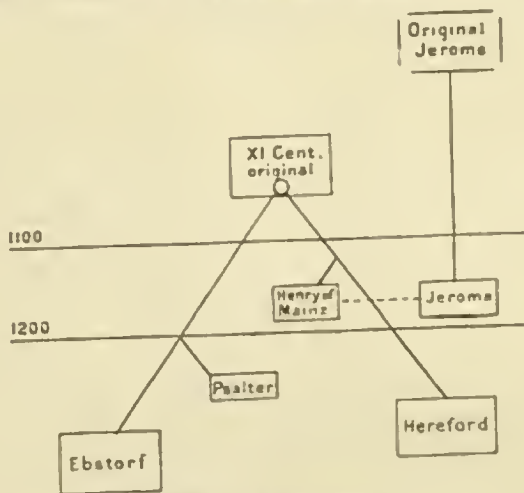 Original
Jerome
XI Cent.
original
1100
Henry of
Mainz
Jerome
1200
Psalter
Hereford
Ebstorf